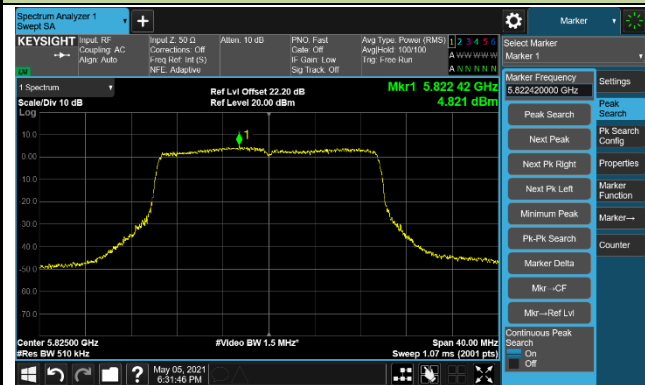 Spectrum Analyzer 1
Swept SA
Marker
KEYSIGHT
Input: RF
Coupling: AC
Align: Auto
Input Z: 50 Ω
Corrections: Off
Freq Ref: Int (S)
NFE: Adaptive
Atten: 10 dB
PNO: Fast
Gate: Off
IF Gain: Low
Sig Track: Off
Avg Type: Power (RMS)
Avg|Hold: 100/100
Trig: Free Run
1 2 3 4 5 6
A W W W W W
A N N N N N
Select Marker
Marker 1
LXI
1 Spectrum
Scale/Div 10 dB
Log
Ref Lvl Offset 22.20 dB
Ref Level 20.00 dBm
Mkr1 5.822 42 GHz
4.821 dBm
Marker Frequency
5.822420000 GHz
Settings
Peak Search
Peak
Search
Next Peak
Pk Search
Config
Next Pk Right
Properties
Next Pk Left
Marker
Function
Minimum Peak
Marker→
Pk-Pk Search
Counter
Marker Delta
Mkr→CF
Mkr→Ref Lvl
Continuous Peak
Search
On
Off
1
10.0
0.00
-10.0
-20.0
-30.0
-40.0
-50.0
-60.0
-70.0
Center 5.82500 GHz
#Res BW 510 kHz
#Video BW 1.5 MHz*
Span 40.00 MHz
Sweep 1.07 ms (2001 pts)
?
May 05, 2021
6:31:46 PM